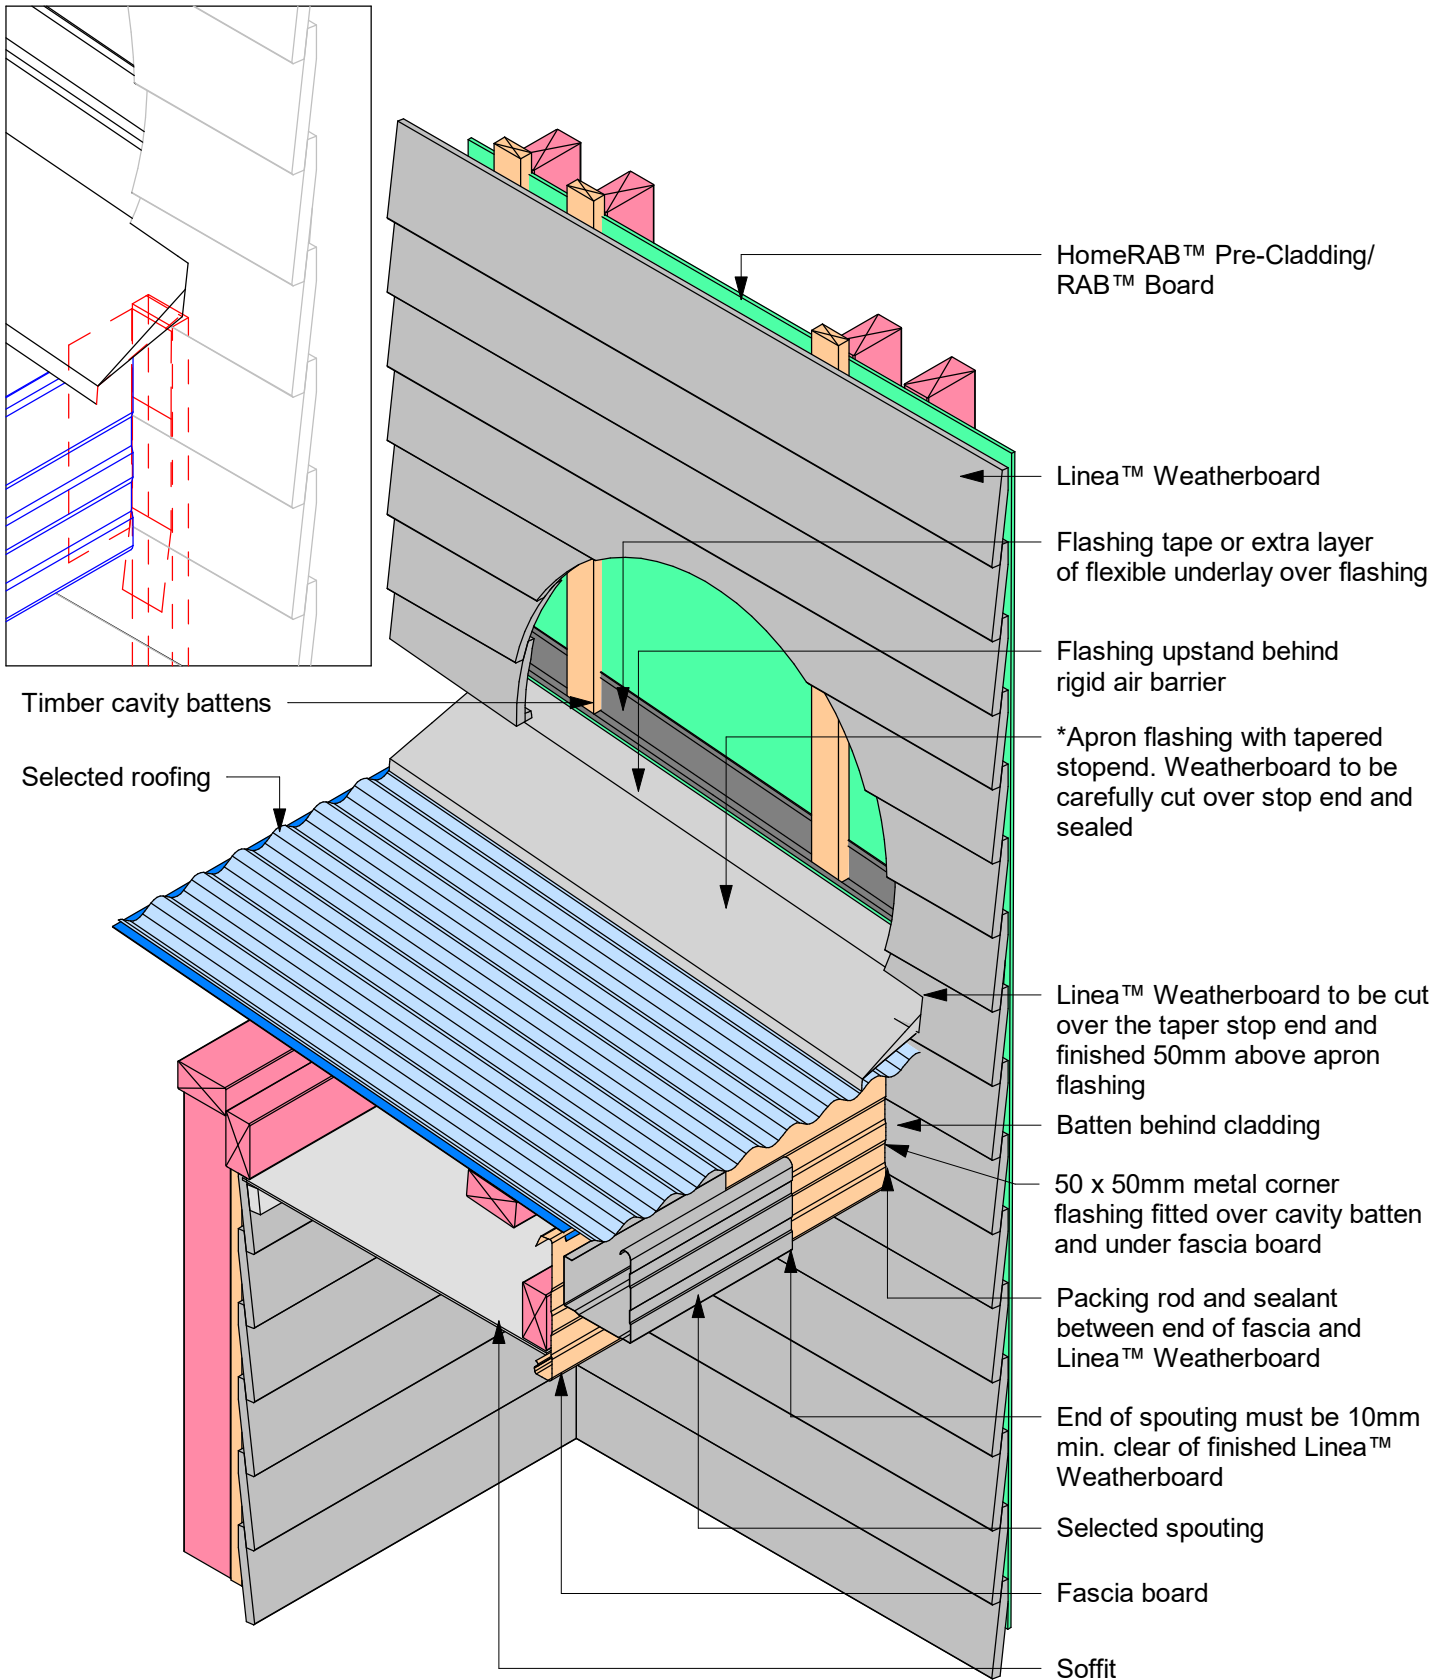 HomeRAB™ Pre-Cladding/
RAB™ Board
Linea™ Weatherboard
Flashing tape or extra layer
of flexible underlay over flashing
Flashing upstand behind
rigid air barrier
Timber cavity battens
*Apron flashing with tapered
stopend. Weatherboard to be
carefully cut over stop end and
sealed
Selected roofing
Linea™ Weatherboard to be cut
over the taper stop end and
finished 50mm above apron
flashing
Batten behind cladding
50 x 50mm metal corner
flashing fitted over cavity batten
and under fascia board
Packing rod and sealant
between end of fascia and
Linea™ Weatherboard
End of spouting must be 10mm
min. clear of finished Linea™
Weatherboard
Selected spouting
Fascia board
Soffit